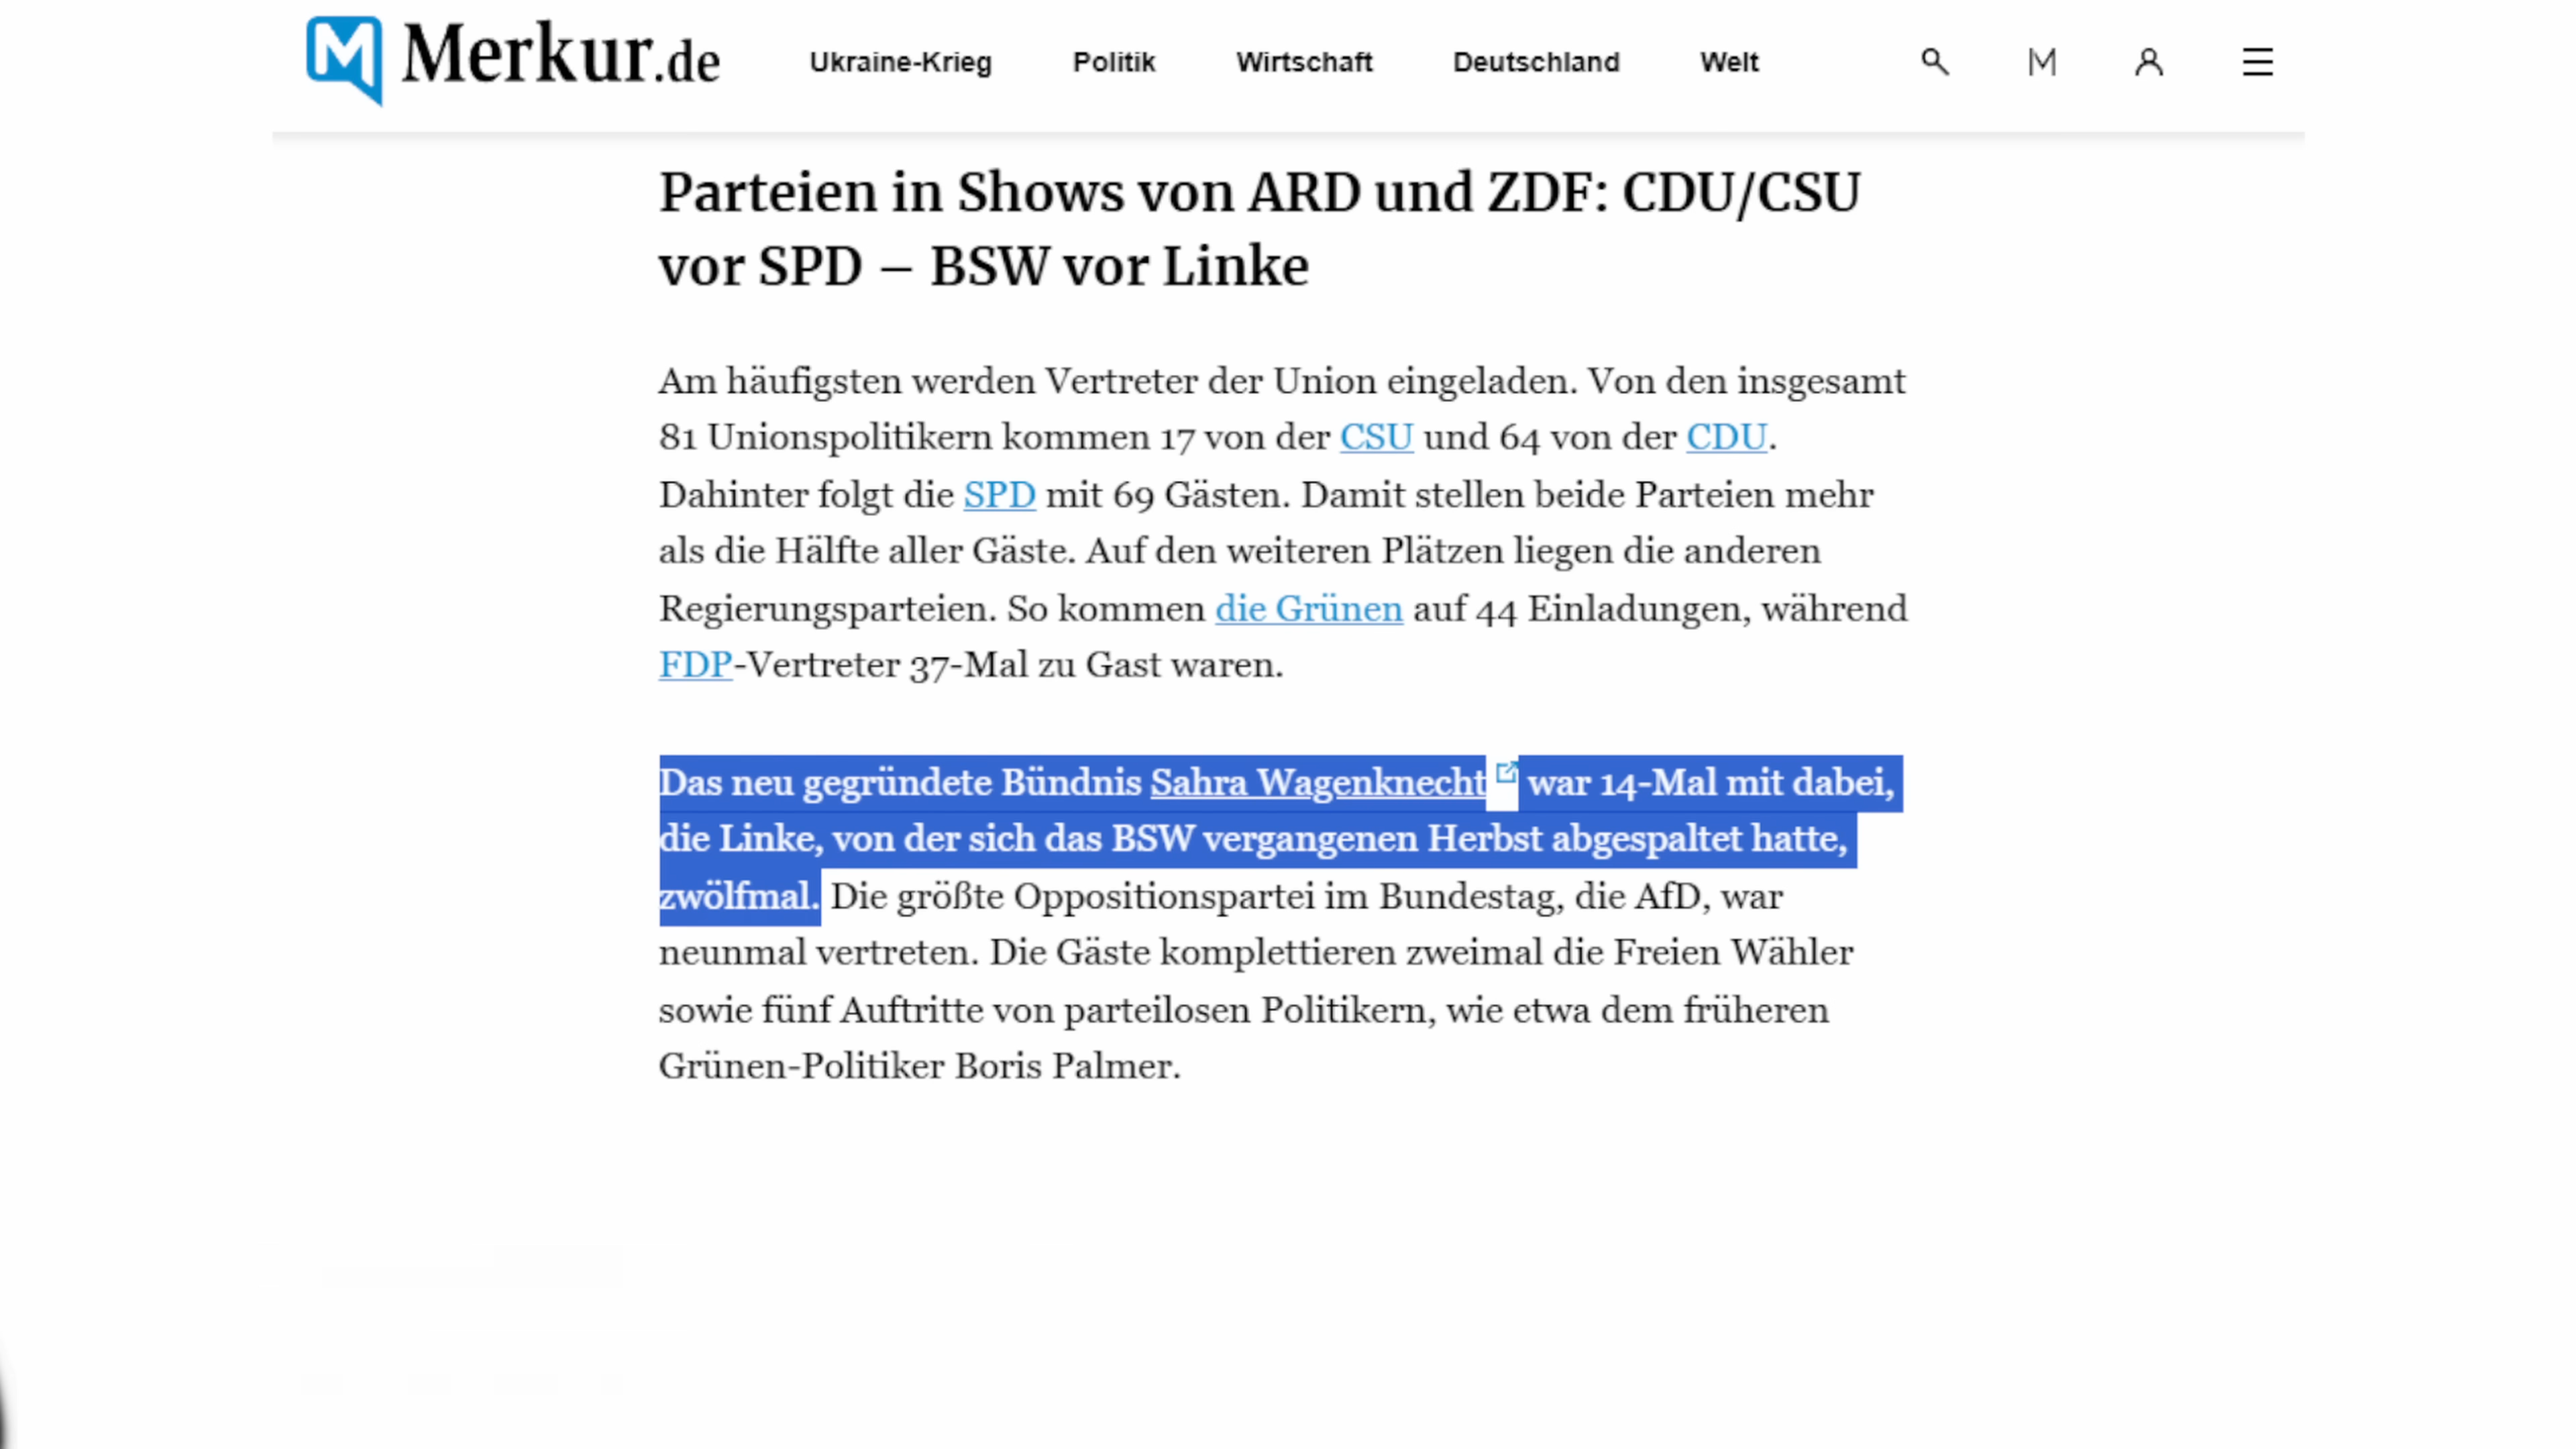 Merkur.de Ukraine-Krieg Politik Wirtschaft Deutschland Welt M
Parteien in Shows von ARD und ZDF: CDU/CSU
vor SPD – BSW vor Linke
Am häufigsten werden Vertreter der Union eingeladen. Von den insgesamt
81 Unionspolitikern kommen 17 von der CSU und 64 von der CDU.
Dahinter folgt die SPD mit 69 Gästen. Damit stellen beide Parteien mehr
als die Hälfte aller Gäste. Auf den weiteren Plätzen liegen die anderen
Regierungsparteien. So kommen die Grünen auf 44 Einladungen, während
FDP-Vertreter 37-Mal zu Gast waren.
Das neu gegründete Bündnis Sahra Wagenknecht war 14-Mal mit dabei,
die Linke, von der sich das BSW vergangenen Herbst abgespaltet hatte,
zwölfmal. Die größte Oppositionspartei im Bundestag, die AfD, war
neunmal vertreten. Die Gäste komplettieren zweimal die Freien Wähler
sowie fünf Auftritte von parteilosen Politikern, wie etwa dem früheren
Grünen-Politiker Boris Palmer.